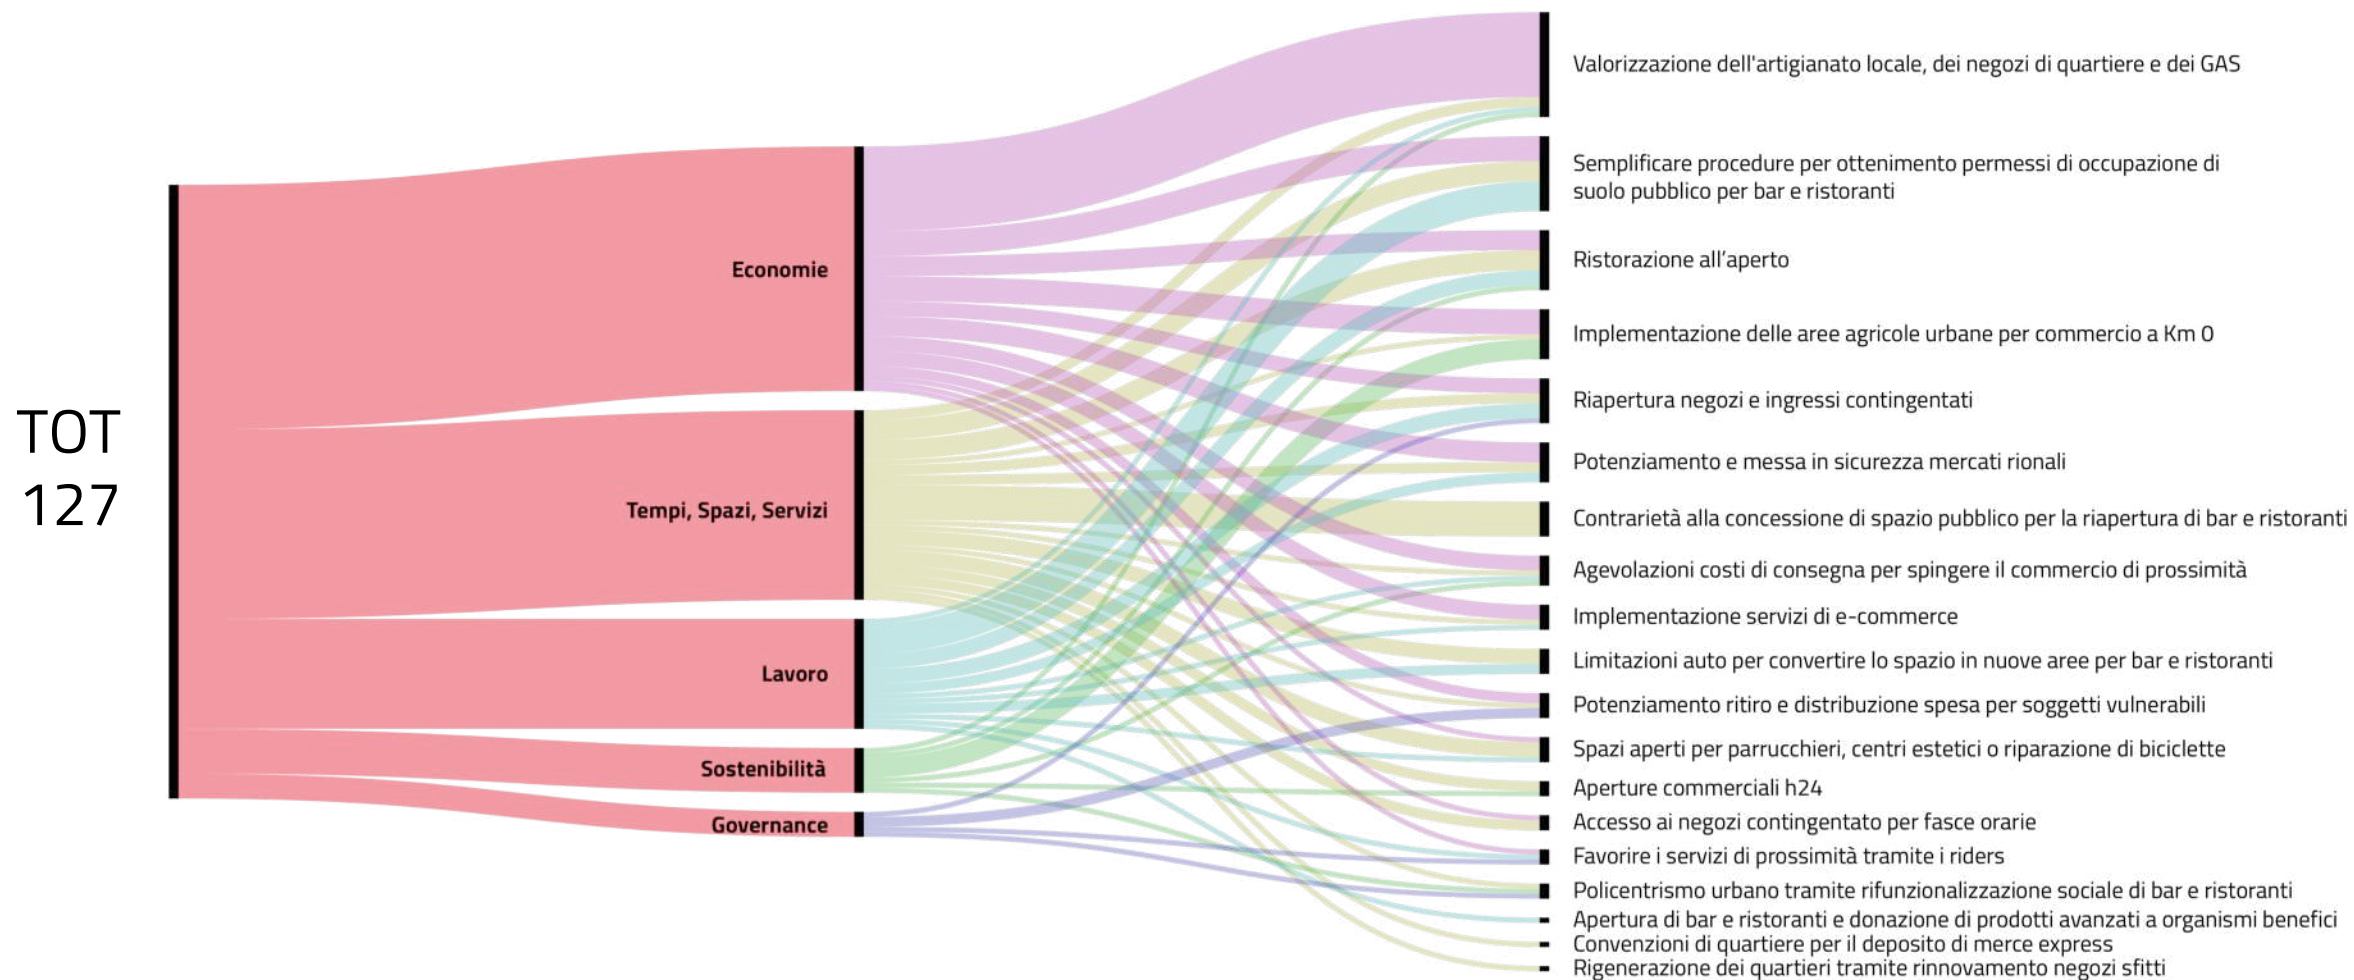 TOT
127
Economie
Tempi, Spazi, Servizi
Lavoro
Sostenibilità
Governance
Valorizzazione dell'artigianato locale, dei negozi di quartiere e dei GAS
Semplificare procedure per ottenimento permessi di occupazione di
suolo pubblico per bar e ristoranti
Ristorazione all’aperto
Implementazione delle aree agricole urbane per commercio a Km 0
Riapertura negozi e ingressi contingentati
Potenziamento e messa in sicurezza mercati rionali
Contrarietà alla concessione di spazio pubblico per la riapertura di bar e ristoranti
Agevolazioni costi di consegna per spingere il commercio di prossimità
Implementazione servizi di e-commerce
Limitazioni auto per convertire lo spazio in nuove aree per bar e ristoranti
Potenziamento ritiro e distribuzione spesa per soggetti vulnerabili
Spazi aperti per parrucchieri, centri estetici o riparazione di biciclette
Aperture commerciali h24
Accesso ai negozi contingentato per fasce orarie
Favorire i servizi di prossimità tramite i riders
Policentrismo urbano tramite rifunzionalizzazione sociale di bar e ristoranti
Apertura di bar e ristoranti e donazione di prodotti avanzati a organismi benefici
Convenzioni di quartiere per il deposito di merce express
Rigenerazione dei quartieri tramite rinnovamento negozi sfitti